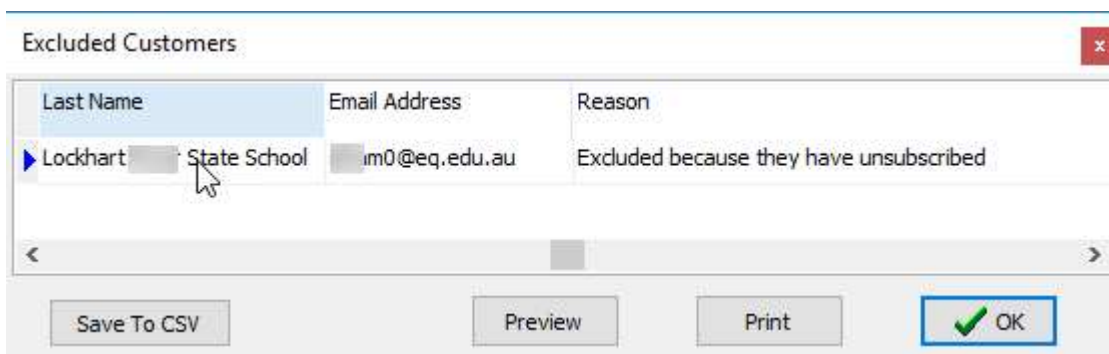 Excluded Customers
x
Last Name Email Address Reason
Lockhart State School m0@eq.edu.au Excluded because they have unsubscribed
Save To CSV Preview Print OK